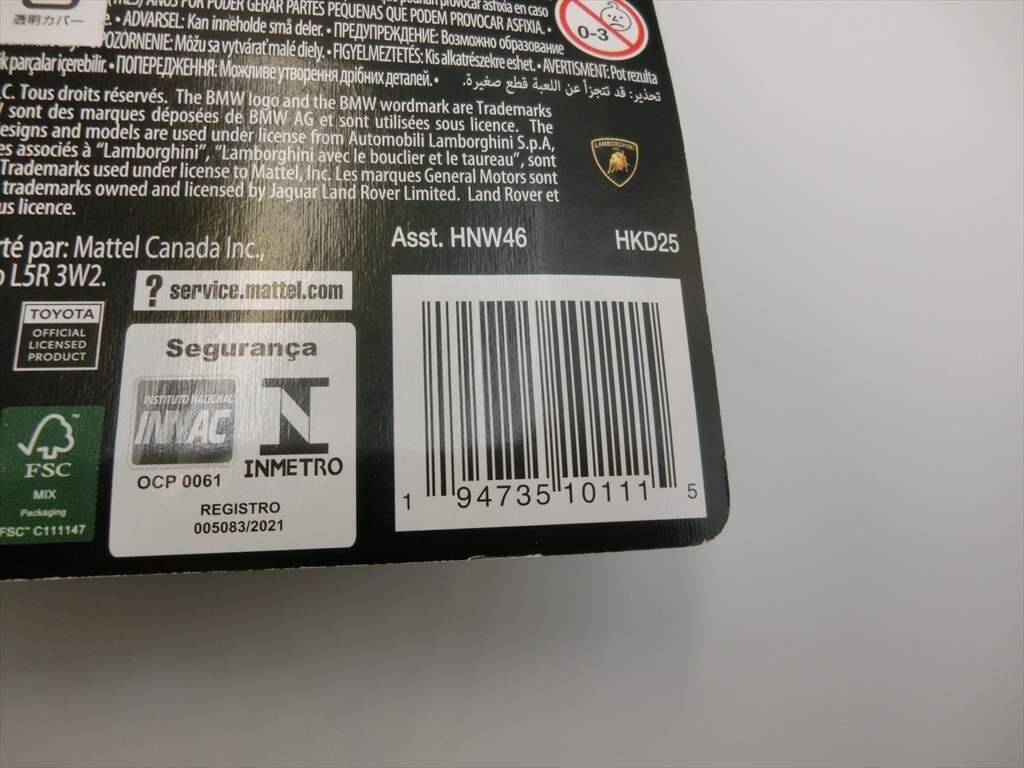 透明カバー
AÑOS POR PODER GERAR PARTES PEQUENAS QUE PODEM PROVOCAR ASFIXIA. •
• ADVARSEL: Kan inneholde små deler. • ПРЕДУПРЕЖДЕНИЕ: Возможно образование
POZORNENIE: Môžu sa vytvárať malé diely. • FIGYELMEZTETÉS: Kis alkatrészekre eshet. • AVERTISMENT: Pot rezulta
parçalar içerebilir. • ПОПЕРЕДЖЕННЯ: Можливе утворення дрібних деталей. • تحذير: قد تتجزأ عن اللعبة قطع صغيرة.
0-3
C. Tous droits réservés. The BMW logo and the BMW wordmark are Trademarks
sont des marques déposées de BMW AG et sont utilisées sous licence. The
designs and models are used under license from Automobili Lamborghini S.p.A,
es associés à “Lamborghini”, “Lamborghini avec le bouclier et le taureau”, sont
Trademarks used under license to Mattel, Inc. Les marques General Motors sont
trademarks owned and licensed by Jaguar Land Rover Limited. Land Rover et
us licence.
LAMBORGHINI
rté par: Mattel Canada Inc.,
L5R 3W2.
Asst. HNW46
HKD25
? service.mattel.com
TOYOTA
OFFICIAL
LICENSED
PRODUCT
Segurança
INSTITUTO NACIONAL
INNAC
INMETRO
OCP 0061
REGISTRO
005083/2021
FSC
MIX
Packaging
FSC™ C111147
1 94735 10111 5